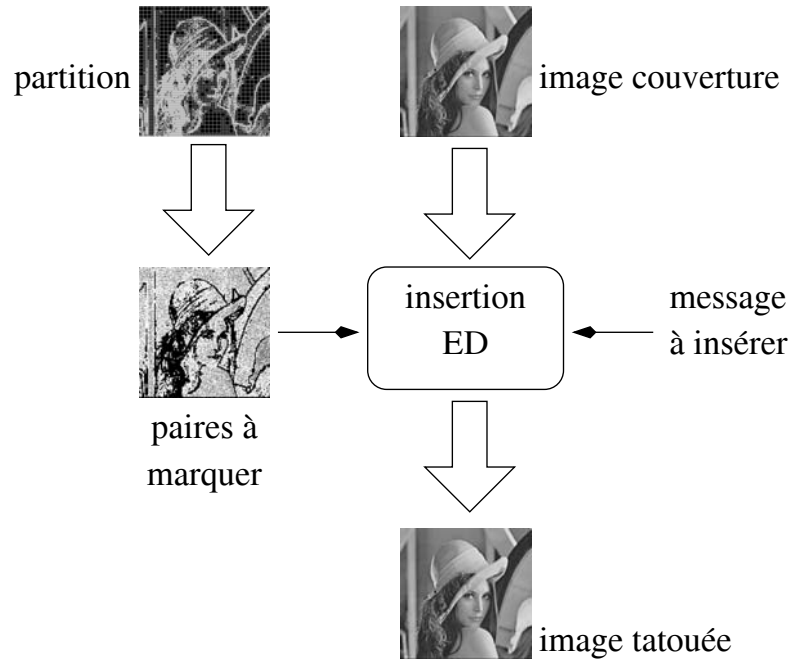 partition
image couverture
insertion
ED
message
à insérer
paires à
marquer
image tatouée